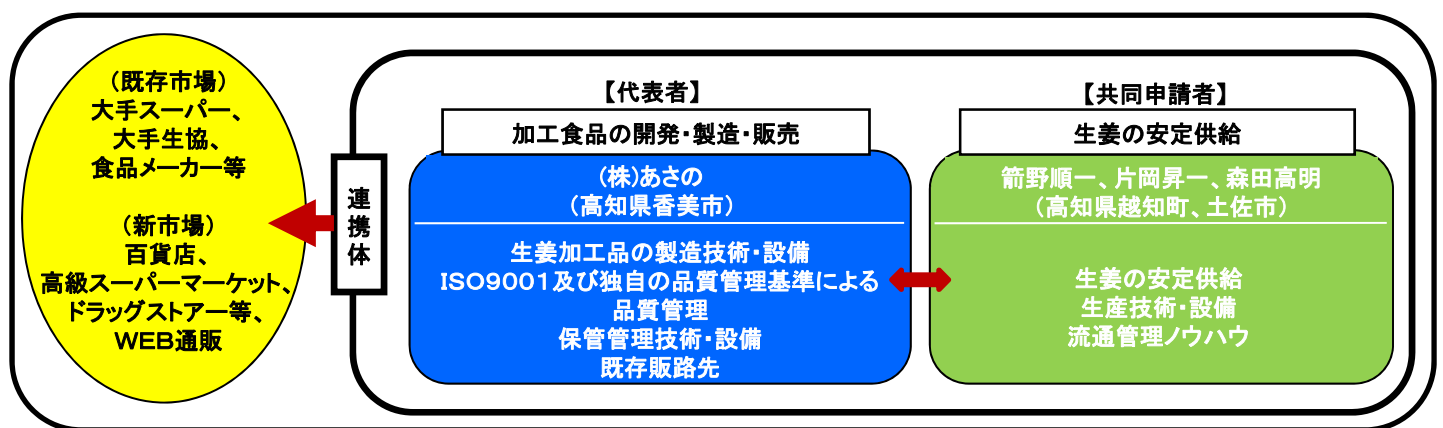 (既存市場)
大手スーパー、
大手生協、
食品メーカー等
(新市場)
百貨店、
高級スーパーマーケット、
ドラッグストアー等、
WEB通販
連携体
【代表者】
加工食品の開発・製造・販売
(株)あさの
(高知県香美市)
生姜加工品の製造技術・設備
ISO9001及び独自の品質管理基準による
品質管理
保管管理技術・設備
既存販路先
【共同申請者】
生姜の安定供給
箭野順一、片岡昇一、森田高明
(高知県越知町、土佐市)
生姜の安定供給
生産技術・設備
流通管理ノウハウ